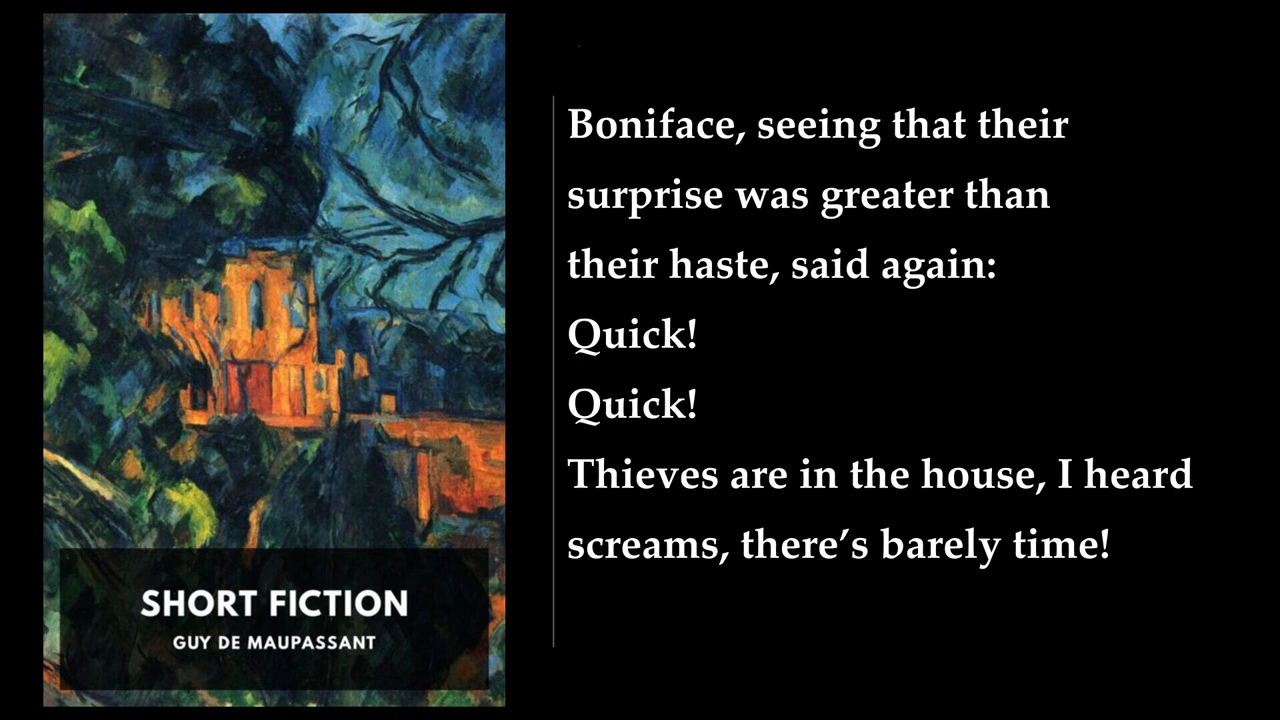 SHORT FICTION
GUY DE MAUPASSANT
Boniface, seeing that their
surprise was greater than
their haste, said again:
Quick!
Quick!
Thieves are in the house, I heard
screams, there’s barely time!